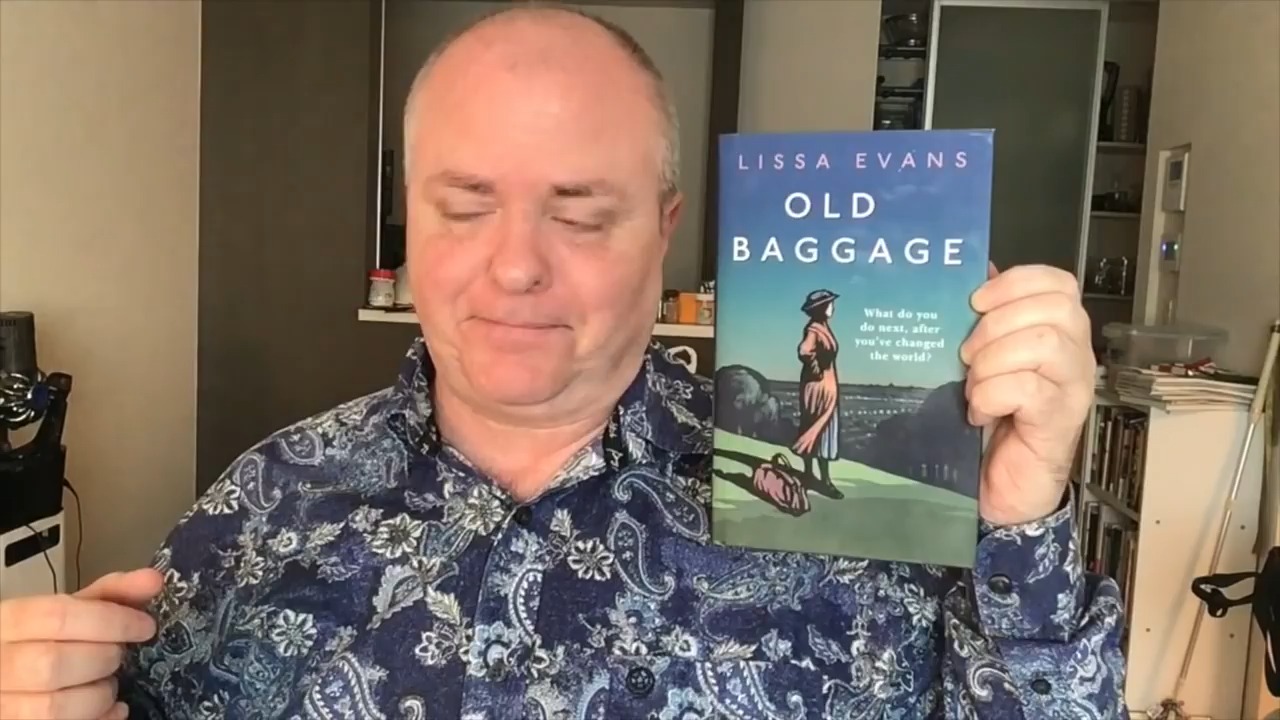 LISSA EVANS
OLD
BAGGAGE
What do you
do next, after
you've changed
the world?